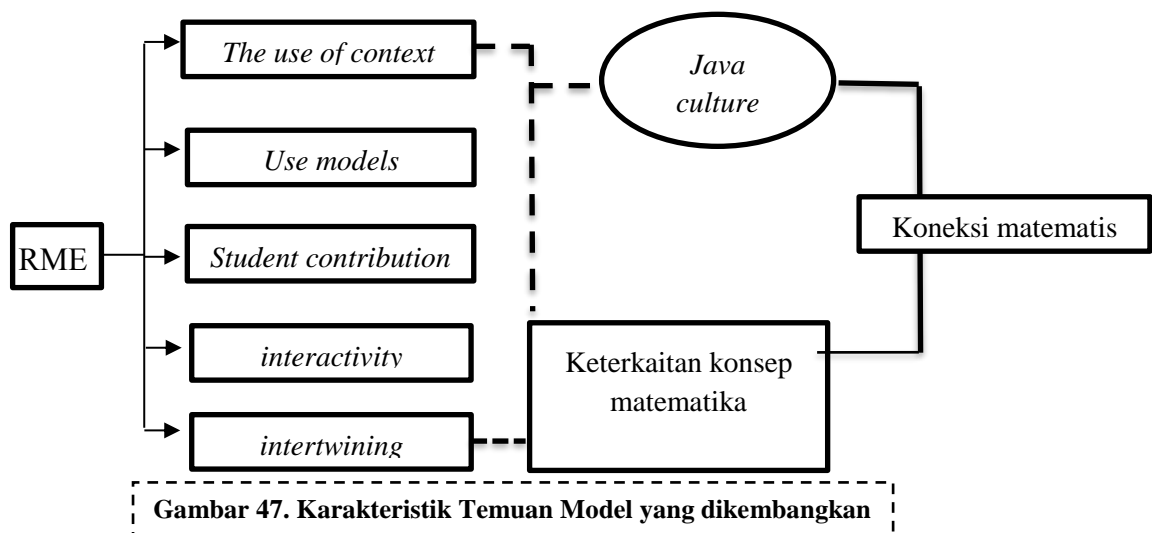 The use of context
Java
culture
Use models
Koneksi matematis
RME
Student contribution
interactivity
Keterkaitan konsep
matematika
intertwining
Gambar 47. Karakteristik Temuan Model yang dikembangkan